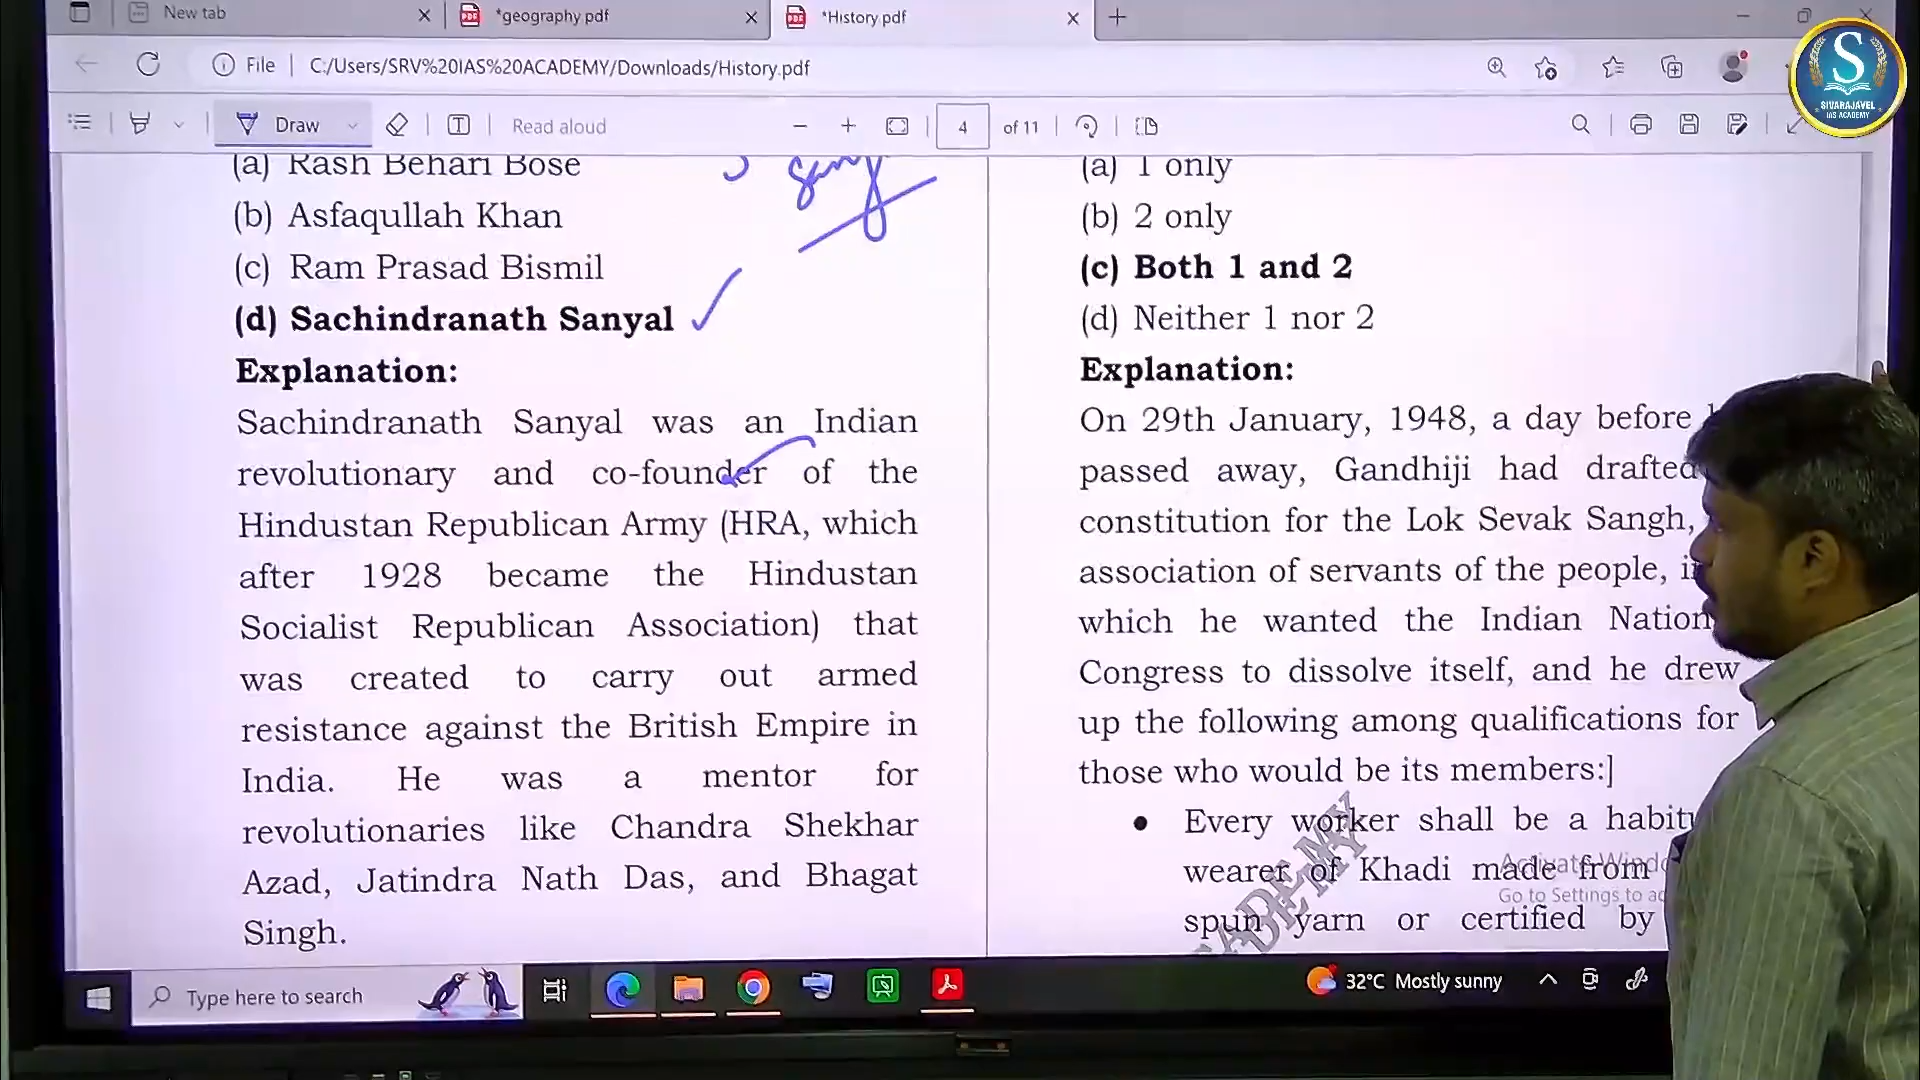 New tab
*geography.pdf
*History.pdf
File
C:/Users/SRV%20IAS%20ACADEMY/Downloads/History.pdf
Draw
Read aloud
4
of 11
S
SIVARAJAVEL
IAS ACADEMY
(a) Rash Behari Bose
(b) Asfaqullah Khan
(c) Ram Prasad Bismil
(d) Sachindranath Sanyal
Explanation:
Sachindranath Sanyal was an Indian
revolutionary and co-founder of the
Hindustan Republican Army (HRA, which
after 1928 became the Hindustan
Socialist Republican Association) that
was created to carry out armed
resistance against the British Empire in
India. He was a mentor for
revolutionaries like Chandra Shekhar
Azad, Jatindra Nath Das, and Bhagat
Singh.
(a) 1 only
(b) 2 only
(c) Both 1 and 2
(d) Neither 1 nor 2
Explanation:
On 29th January, 1948, a day before
passed away, Gandhiji had drafted
constitution for the Lok Sevak Sangh,
association of servants of the people,
which he wanted the Indian
Congress to dissolve itself, and he drew
up the following among qualifications for
those who would be its members:]
● Every worker shall be a
wearer of Khadi made from
spun yarn or certified by
Go to Settings to
Type here to search
32°C Mostly sunny